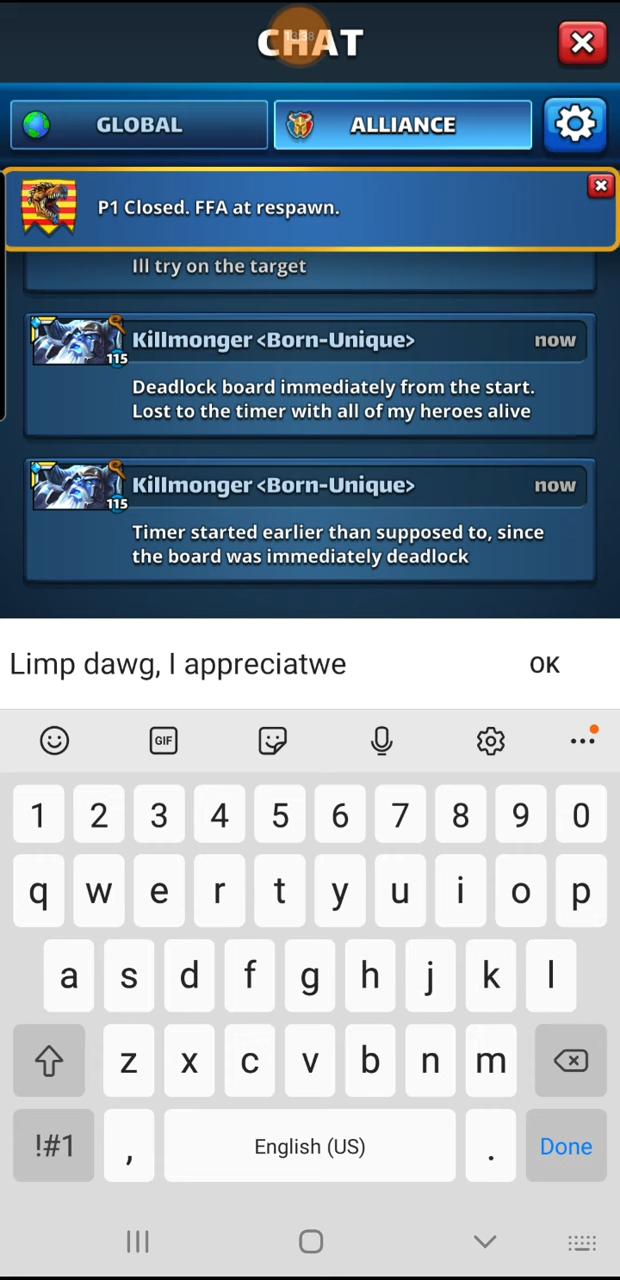 CHAT
13:38
GLOBAL
ALLIANCE
P1 Closed. FFA at respawn.
Ill try on the target
Killmonger <Born-Unique>
now
115
Deadlock board immediately from the start.
Lost to the timer with all of my heroes alive
Killmonger <Born-Unique>
now
115
Timer started earlier than supposed to, since
the board was immediately deadlock
Limp dawg, I appreciatwe
OK
GIF
1 2 3 4 5 6 7 8 9 0
q w e r t y u i o p
a s d f g h j k l
z x c v b n m
!#1 , English (US) . Done